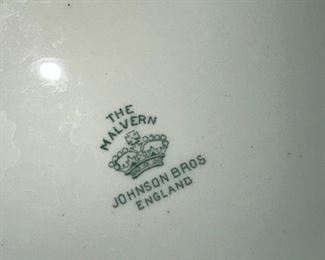 THE
MALVERN
JOHNSON BROS
ENGLAND